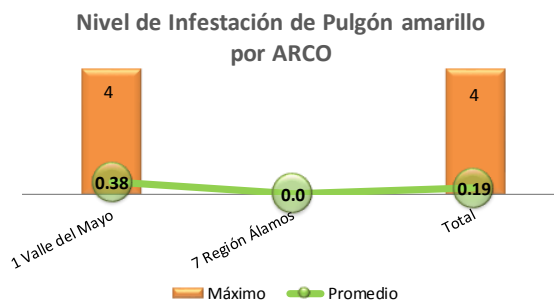 Nivel de Infestación de Pulgón amarillo
por ARCO
4
4
0.38
0.0
0.19
1 Valle del Mayo
7 Región Álamos
Total
Máximo
Promedio